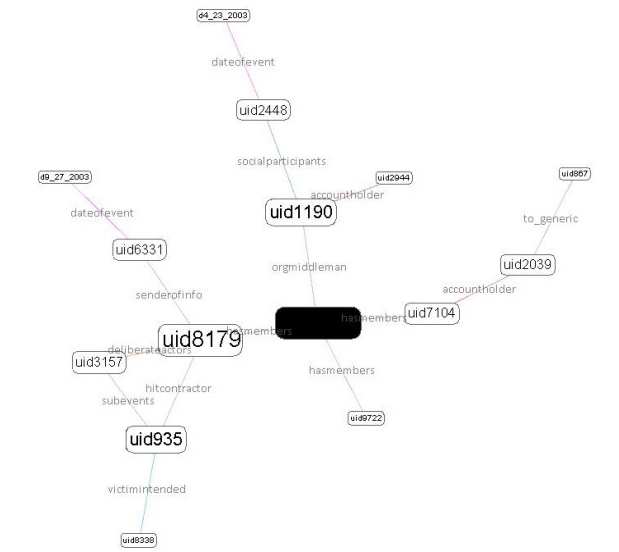 d4_23_2003
dateofevent
uid2448
socialparticipants
uid867
d9_27_2003
uid2944
accountholder
uid1190
dateofevent
to_generic
uid6331
orgmiddleman
uid2039
senderofinfo
accountholder
uid7104
hasmembers
hasmembers
uid8179
deliberateactors
uid3157
hasmembers
hitcontractor
subevents
uid9722
uid935
victimintended
uid8338